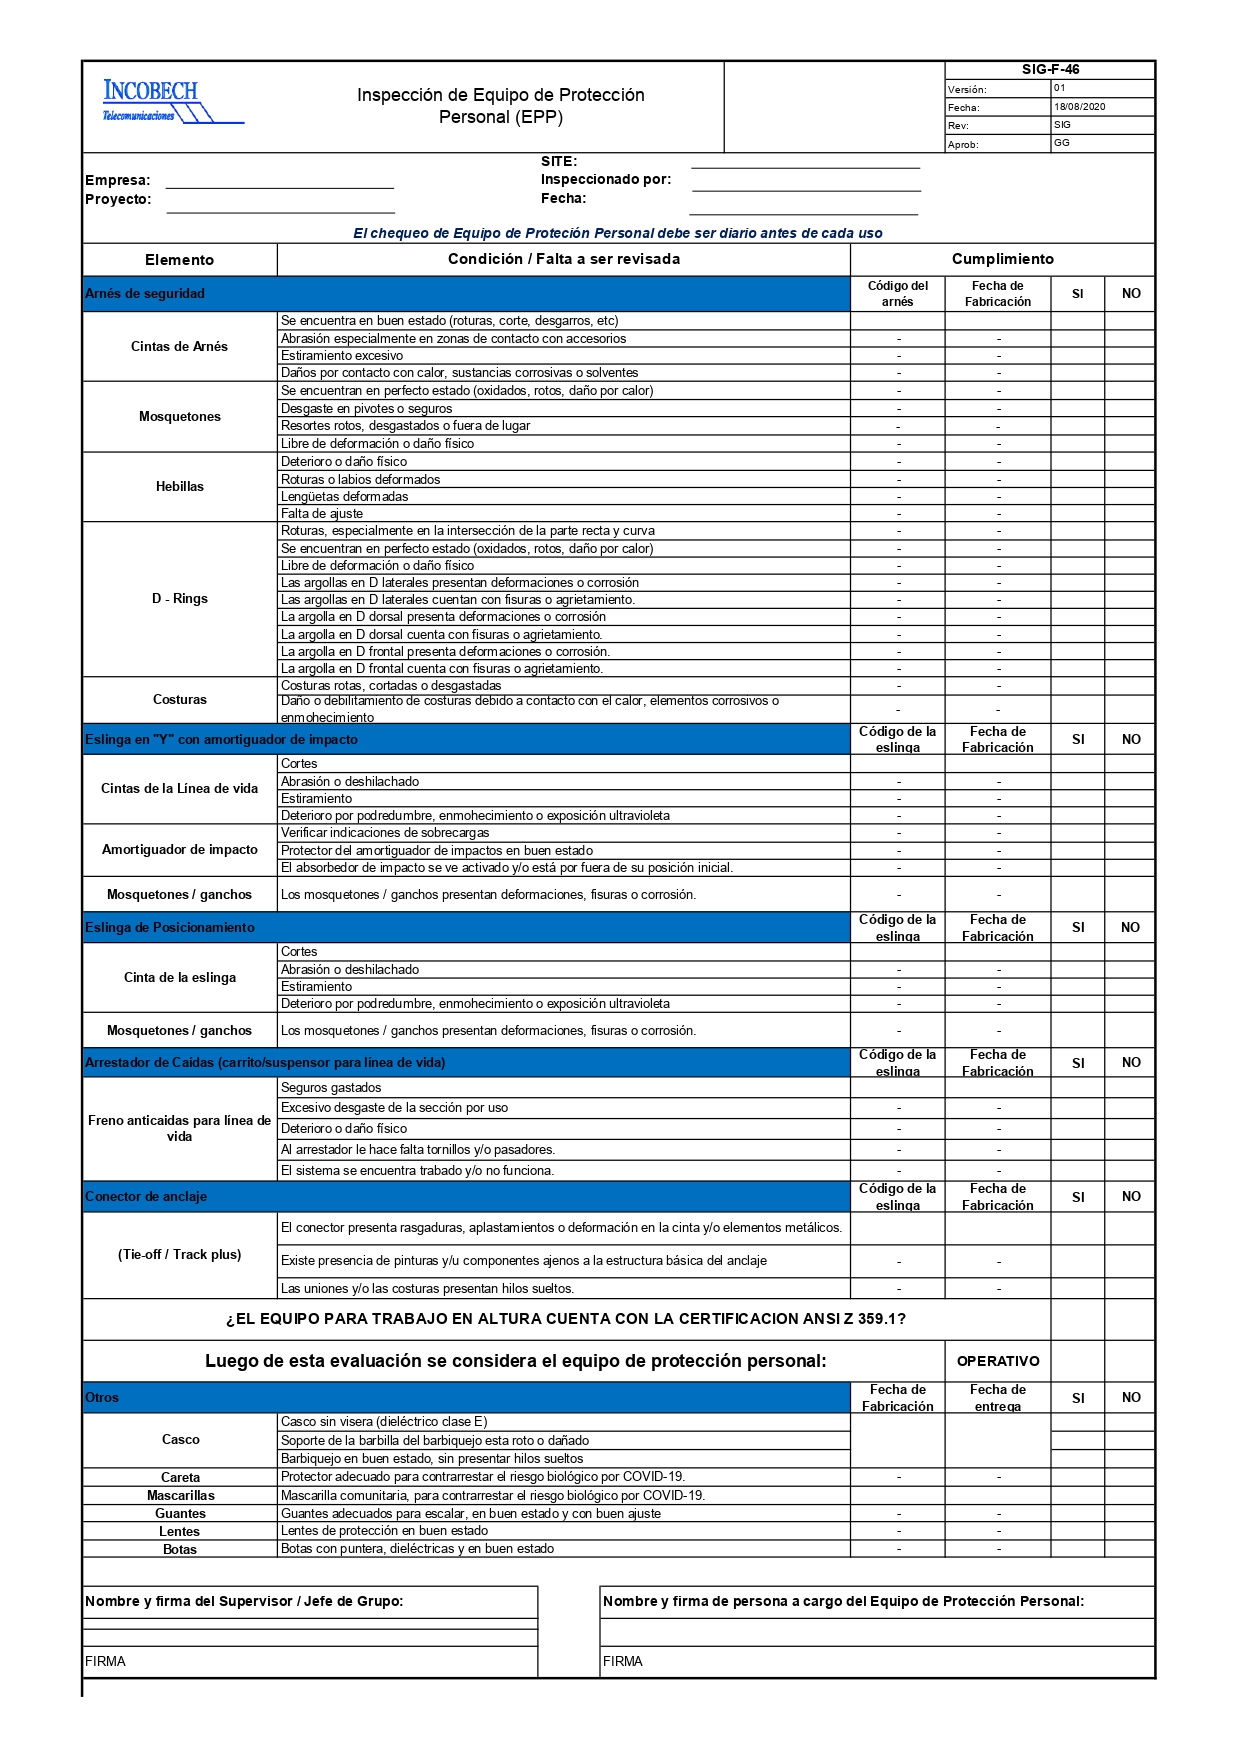 INCOBECH
Telecomunicaciones
Inspección de Equipo de Protección
Personal (EPP)
SIG-F-46
Versión: 01
Fecha: 18/08/2020
Rev: SIG
Aprob: GG
SITE:
Empresa: Inspeccionado por:
Proyecto: Fecha:
El chequeo de Equipo de Proteción Personal debe ser diario antes de cada uso
Elemento Condición / Falta a ser revisada Cumplimiento
Arnés de seguridad Código del arnés Fecha de Fabricación SI NO
Cintas de Arnés
Se encuentra en buen estado (roturas, corte, desgarros, etc)
Abrasión especialmente en zonas de contacto con accesorios - -
Estiramiento excesivo - -
Daños por contacto con calor, sustancias corrosivas o solventes - -
Mosquetones
Se encuentran en perfecto estado (oxidados, rotos, daño por calor) - -
Desgaste en pivotes o seguros - -
Resortes rotos, desgastados o fuera de lugar - -
Libre de deformación o daño físico - -
Hebillas
Deterioro o daño físico - -
Roturas o labios deformados - -
Lengüetas deformadas - -
Falta de ajuste - -
D - Rings
Roturas, especialmente en la intersección de la parte recta y curva - -
Se encuentran en perfecto estado (oxidados, rotos, daño por calor) - -
Libre de deformación o daño físico - -
Las argollas en D laterales presentan deformaciones o corrosión - -
Las argollas en D laterales cuentan con fisuras o agrietamiento. - -
La argolla en D dorsal presenta deformaciones o corrosión - -
La argolla en D dorsal cuenta con fisuras o agrietamiento. - -
La argolla en D frontal presenta deformaciones o corrosión. - -
La argolla en D frontal cuenta con fisuras o agrietamiento. - -
Costuras
Costuras rotas, cortadas o desgastadas - -
Daño o debilitamiento de costuras debido a contacto con el calor, elementos corrosivos o
enmohecimiento - -
Eslinga en "Y" con amortiguador de impacto Código de la eslinga Fecha de Fabricación SI NO
Cintas de la Línea de vida
Cortes
Abrasión o deshilachado - -
Estiramiento - -
Deterioro por podredumbre, enmohecimiento o exposición ultravioleta - -
Amortiguador de impacto
Verificar indicaciones de sobrecargas - -
Protector del amortiguador de impactos en buen estado - -
El absorbedor de impacto se ve activado y/o está por fuera de su posición inicial. - -
Mosquetones / ganchos Los mosquetones / ganchos presentan deformaciones, fisuras o corrosión. - -
Eslinga de Posicionamiento Código de la eslinga Fecha de Fabricación SI NO
Cinta de la eslinga
Cortes
Abrasión o deshilachado - -
Estiramiento - -
Deterioro por podredumbre, enmohecimiento o exposición ultravioleta - -
Mosquetones / ganchos Los mosquetones / ganchos presentan deformaciones, fisuras o corrosión. - -
Arrestador de Caídas (carrito/suspensor para línea de vida) Código de la eslinga Fecha de Fabricación SI NO
Freno anticaidas para línea de
vida
Seguros gastados
Excesivo desgaste de la sección por uso - -
Deterioro o daño físico - -
Al arrestador le hace falta tornillos y/o pasadores. - -
El sistema se encuentra trabado y/o no funciona. - -
Conector de anclaje Código de la eslinga Fecha de Fabricación SI NO
(Tie-off / Track plus)
El conector presenta rasgaduras, aplastamientos o deformación en la cinta y/o elementos metálicos.
Existe presencia de pinturas y/u componentes ajenos a la estructura básica del anclaje - -
Las uniones y/o las costuras presentan hilos sueltos. - -
¿EL EQUIPO PARA TRABAJO EN ALTURA CUENTA CON LA CERTIFICACION ANSI Z 359.1?
Luego de esta evaluación se considera el equipo de protección personal: OPERATIVO
Otros Fecha de Fabricación Fecha de entrega SI NO
Casco
Casco sin visera (dieléctrico clase E)
Soporte de la barbilla del barbiquejo esta roto o dañado
Barbiquejo en buen estado, sin presentar hilos sueltos
Careta Protector adecuado para contrarrestar el riesgo biológico por COVID-19. - -
Mascarillas Mascarilla comunitaria, para contrarrestar el riesgo biológico por COVID-19.
Guantes Guantes adecuados para escalar, en buen estado y con buen ajuste - -
Lentes Lentes de protección en buen estado - -
Botas Botas con puntera, dieléctricas y en buen estado - -
Nombre y firma del Supervisor / Jefe de Grupo: Nombre y firma de persona a cargo del Equipo de Protección Personal:
FIRMA FIRMA